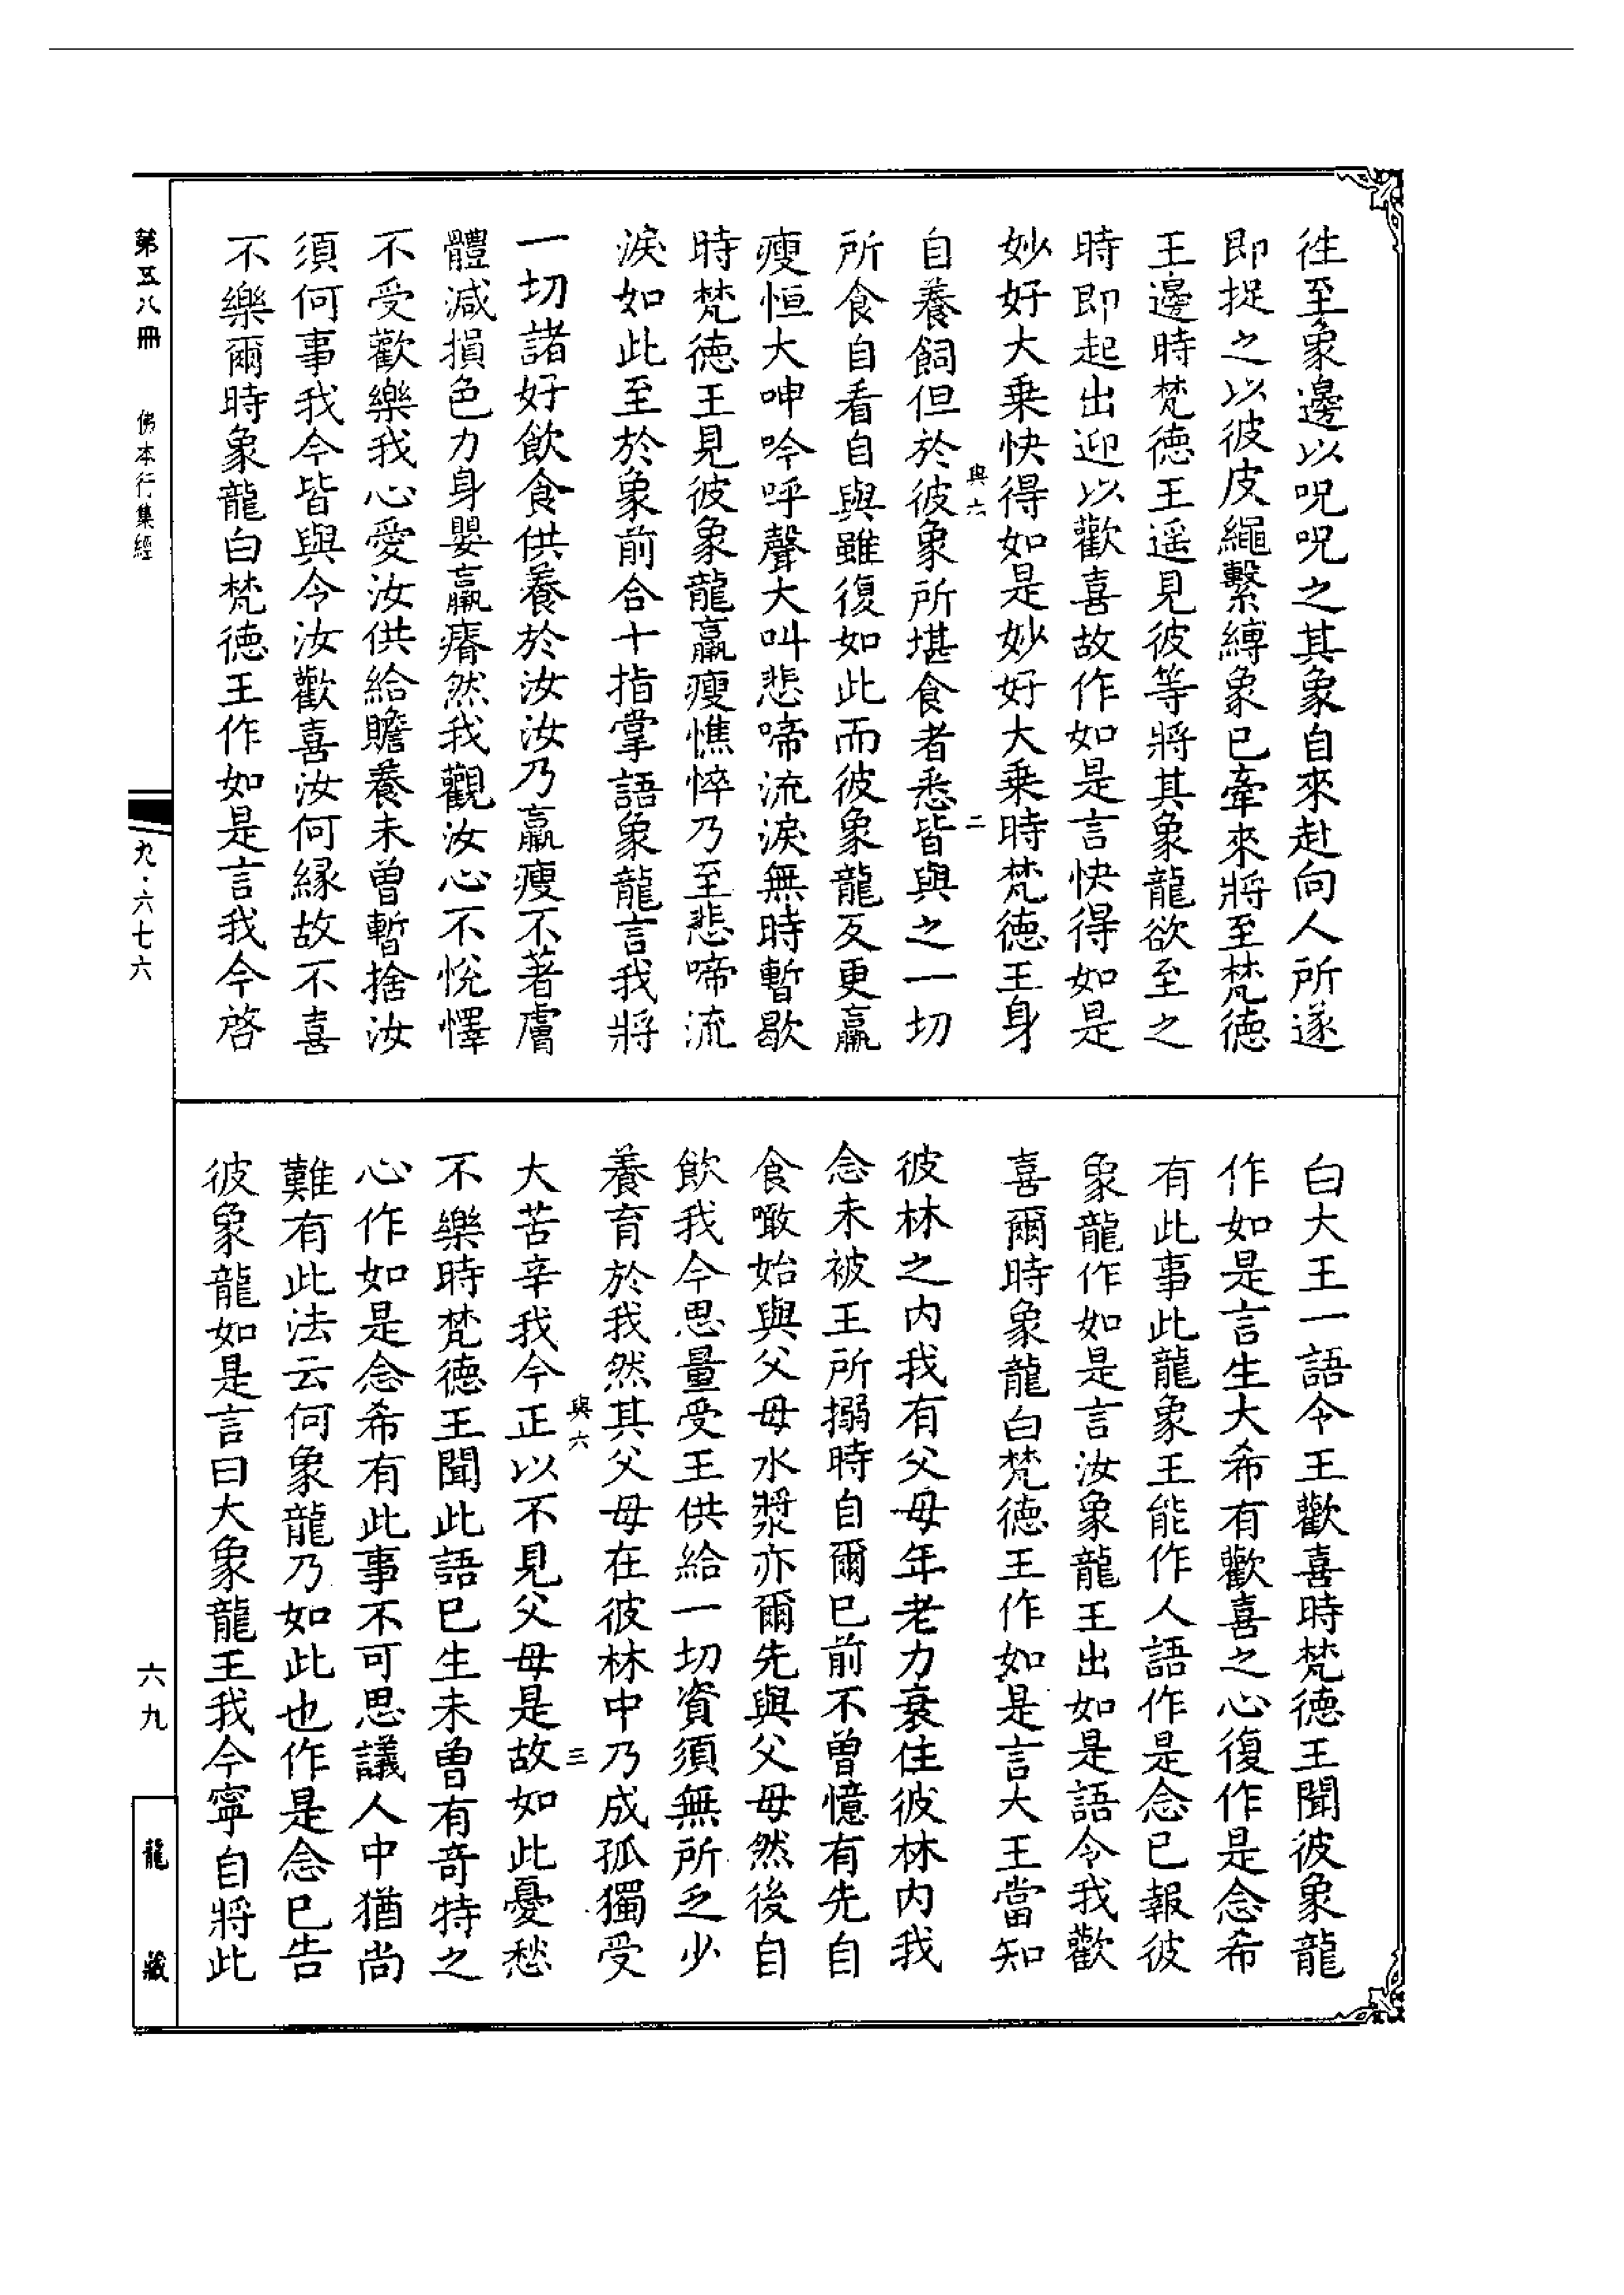 徃至象邊以呪呪之其象自來赴向人所遂
即捉之以彼皮繩繫縛象已牽來將至梵德
王邊時梵德王遥見彼等將其象龍欲至之
時即起出迎以歡喜故作如是言快得如是
妙好大乗快得如是妙好大乗時梵德王身
與六
二
自養飼但於彼象所堪食者悉皆與之一切
所食自看自與雖復如此而彼象龍反更羸
瘦恒大呻吟呼聲大叫悲啼流淚無時暫歇
時梵德王見彼象龍羸瘦憔悴乃至悲啼流
淚如此至於象前合十指掌語象龍言我將
一切諸好飲食供養於汝汝乃羸瘦不著膚
體減損色力身嬰羸瘠然我觀汝心不悅懌
不受歡樂我心愛汝供給贍養未曾暫捨汝
須何事我今皆與令汝歡喜汝何縁故不喜
不樂爾時象龍白梵德王作如是言我今啓
白大王一語令王歡喜時梵德王聞彼象龍
作如是言生大希有歡喜之心復作是念希
有此事此龍象王能作人語作是念已報彼
象龍作如是言汝象龍王出如是語令我歡
喜爾時象龍白梵德王作如是言大王當知
彼林之内我有父母年老力衰住彼林内我
念未被王所搦時自爾已前不曾憶有先自
食噉始與父母水漿亦爾先與父母然後自
飲我今思量受王供給一切資須無所乏少
養育於我然其父母在彼林中乃成孤獨受
與六
三
大苦辛我今正以不見父母是故如此憂愁
不樂時梵德王聞此語已生未曾有竒特之
心作如是念希有此事不可思議人中猶尚
難有此法云何象龍乃如此也作是念已告
彼象龍如是言曰大象龍王我今寧自將此
第五八冊　佛本行集經
九·六七六
六九
龍藏